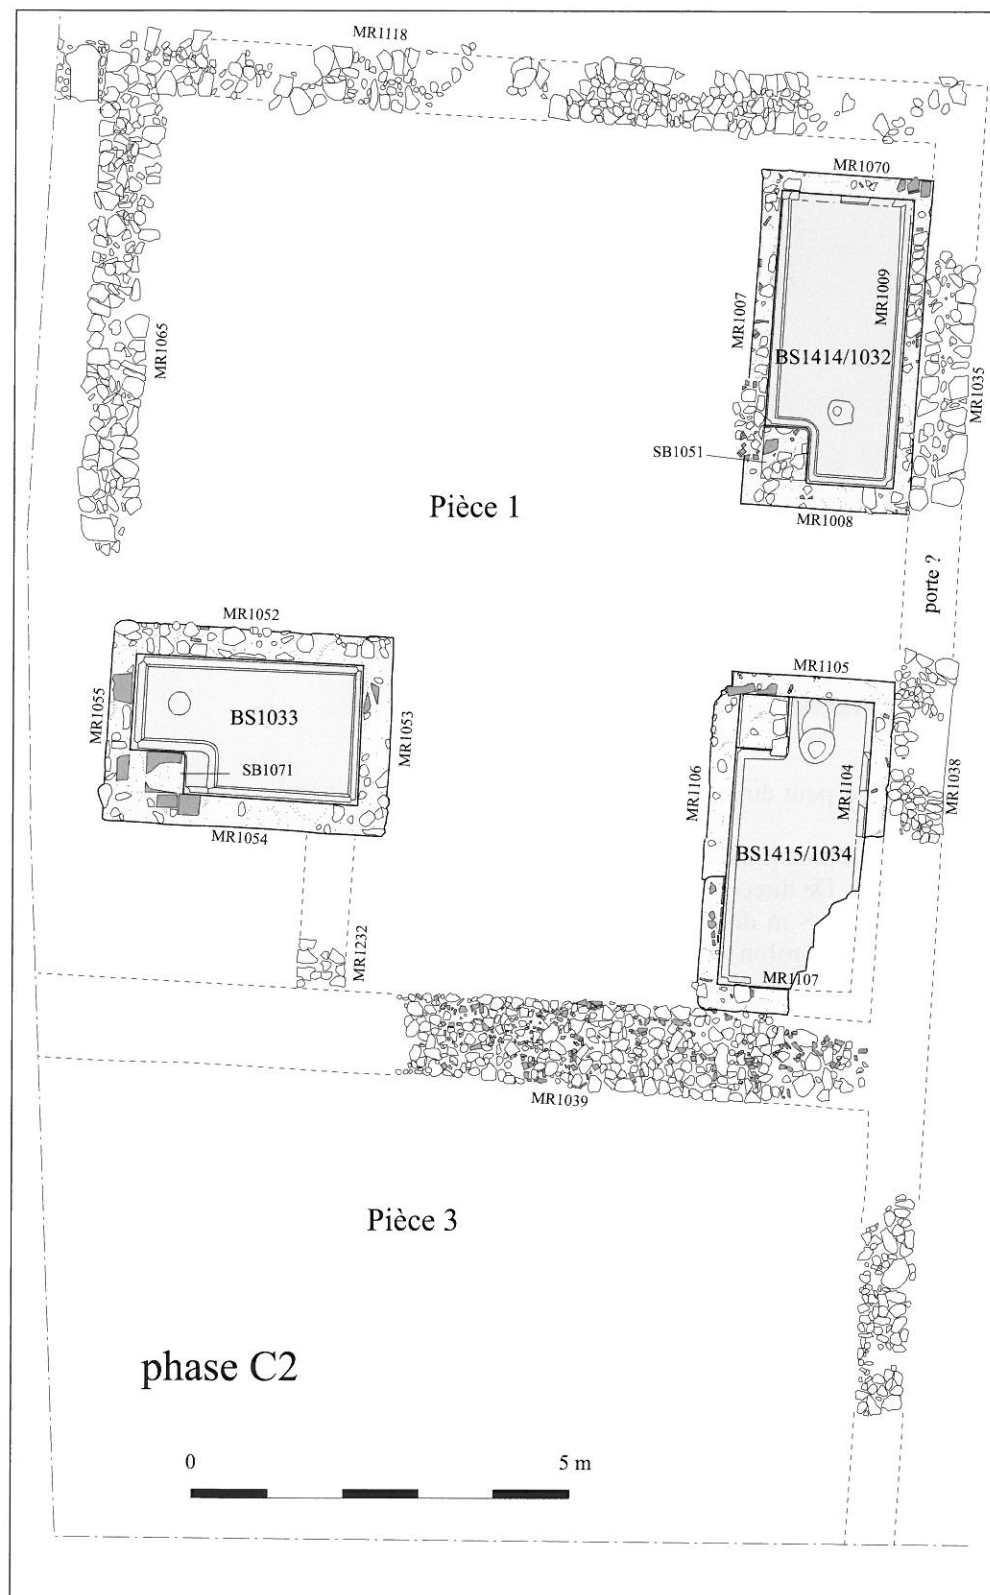 MR1118
MR1070
MR1009
MR1007
MR1065
BS1414/1032
MR1035
SB1051
Pièce 1
MR1008
porte ?
MR1052
MR1105
MR1055
BS1033
MR1053
SB1071
MR1106
MR1104
MR1038
MR1054
BS1415/1034
MR1232
MR1107
MR1039
Pièce 3
phase C2
0 5 m